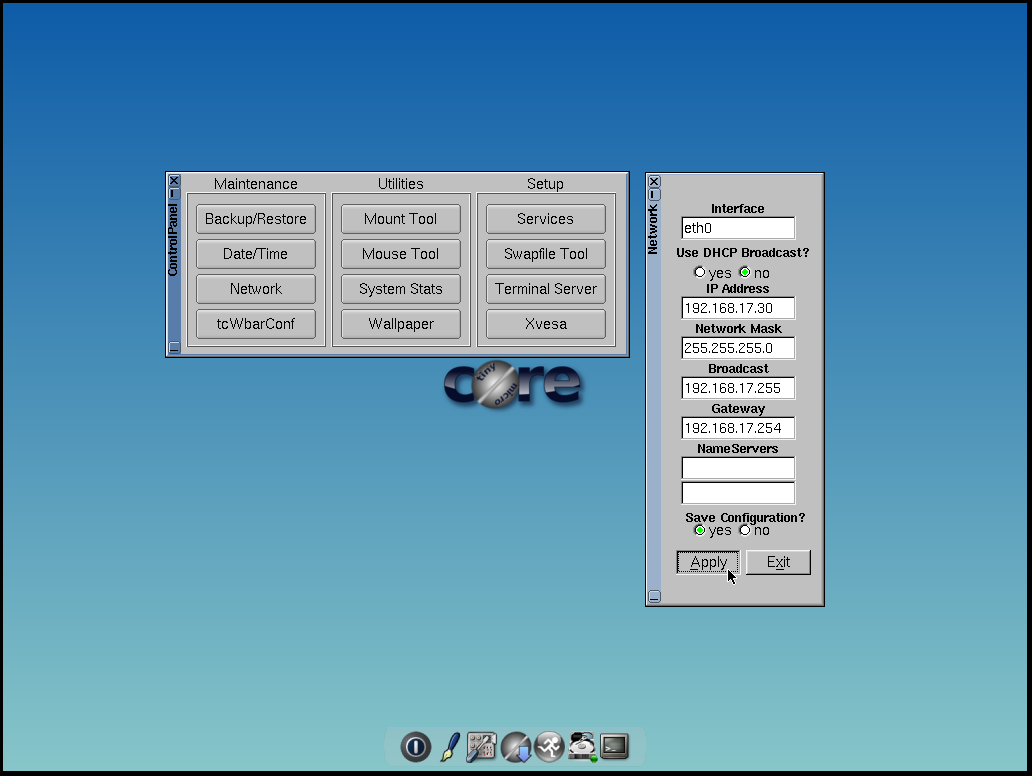 Maintenance
Utilities
Setup
ControlPanel
Backup/Restore
Mount Tool
Services
Date/Time
Mouse Tool
Swapfile Tool
Network
System Stats
Terminal Server
tcWbarConf
Wallpaper
Xvesa
core
tiny
micro
Network
Interface
eth0
Use DHCP Broadcast?
yes no
IP Address
192.168.17.30
Network Mask
255.255.255.0
Broadcast
192.168.17.255
Gateway
192.168.17.254
NameServers
Save Configuration?
yes no
Apply Exit